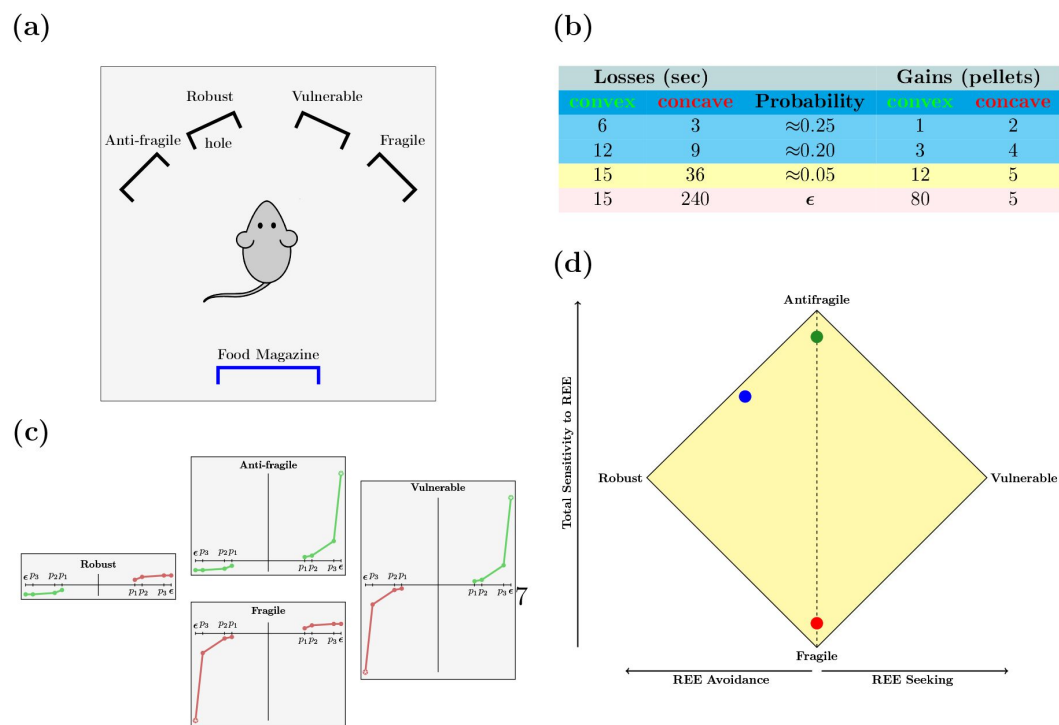 (a)
Robust
Vulnerable
Anti-fragile
hole
Fragile
Food Magazine
(b)
Losses (sec) Gains (pellets)
convex concave Probability convex concave
6 3 ≈0.25 1 2
12 9 ≈0.20 3 4
15 36 ≈0.05 12 5
15 240 ϵ 80 5
(c)
Robust
ϵ p₃ p₂ p₁
p₁ p₂ p₃ ϵ
Anti-fragile
ϵ p₃ p₂ p₁
p₁ p₂ p₃ ϵ
Fragile
ϵ p₃ p₂ p₁
p₁ p₂ p₃ ϵ
Vulnerable
ϵ p₃ p₂ p₁
p₁ p₂ p₃ ϵ
7
(d)
Total Sensitivity to REE
Antifragile
Robust
Vulnerable
Fragile
REE Avoidance
REE Seeking